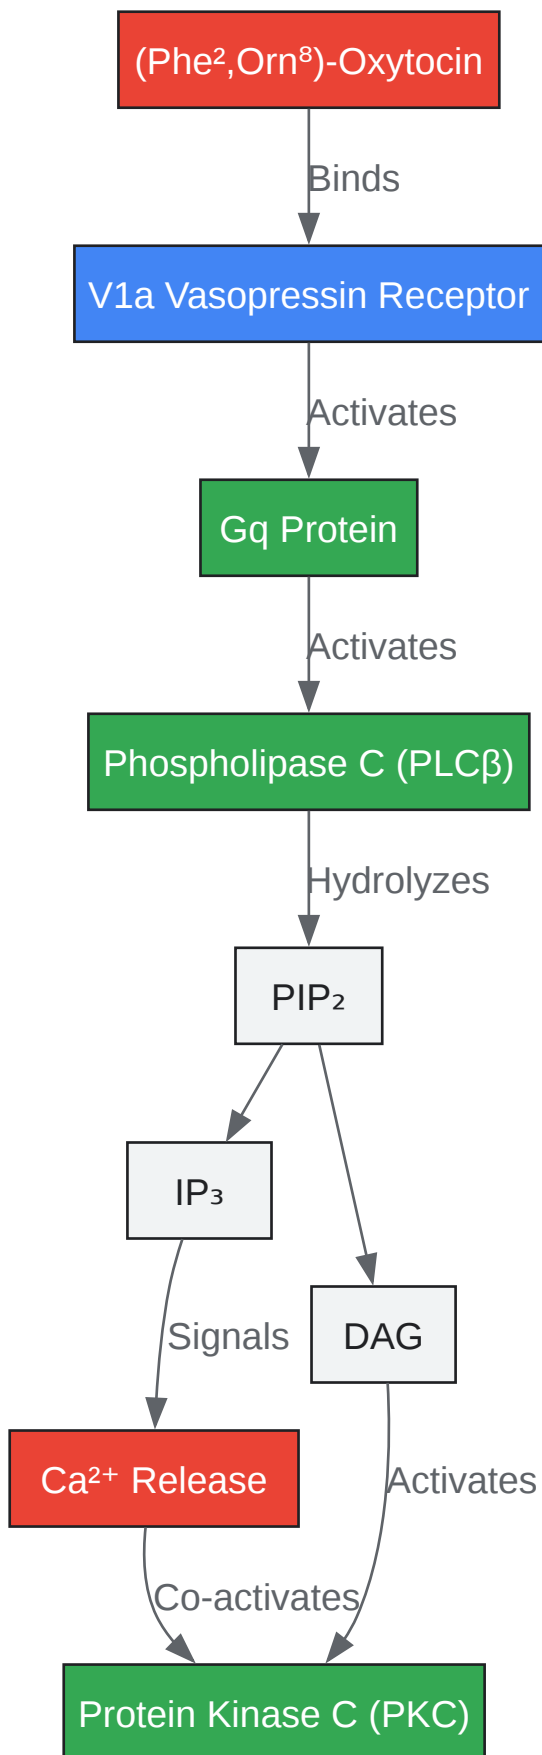 (Phe²,Orn⁸)-Oxytocin
Binds
V1a Vasopressin Receptor
Activates
Gq Protein
Activates
Phospholipase C (PLCβ)
Hydrolyzes
PIP₂
IP₃
DAG
Signals
Ca²⁺ Release
Activates
Co-activates
Protein Kinase C (PKC)